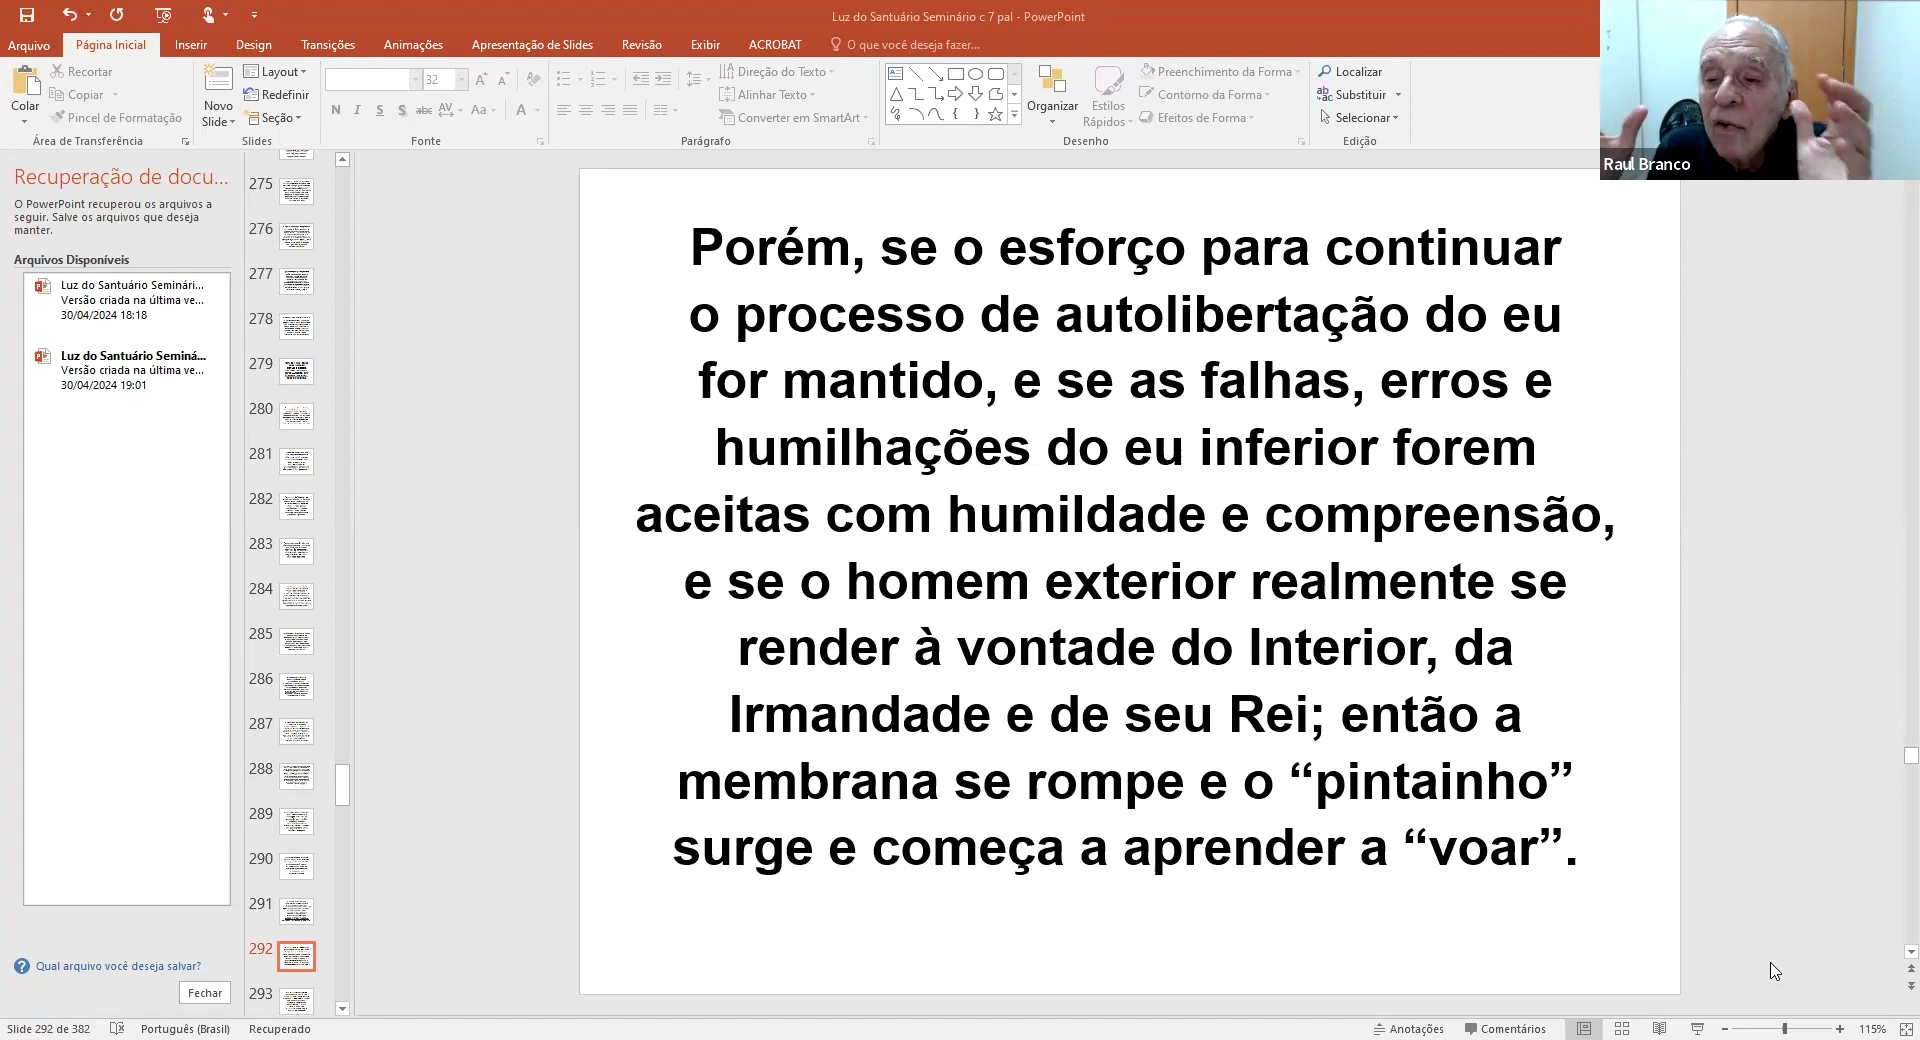 Luz do Santuário Seminário c 7 pal - PowerPoint
Arquivo
Página Inicial
Inserir
Design
Transições
Animações
Apresentação de Slides
Revisão
Exibir
ACROBAT
O que você deseja fazer...
Colar
Recortar
Copiar
Pincel de Formatação
Área de Transferência
Novo
Slide
Layout
Redefinir
Seção
Slides
32
N I S S abc AV Aa A
Fonte
Direção do Texto
Alinhar Texto
Converter em SmartArt
Parágrafo
Organizar
Estilos
Rápidos
Preenchimento da Forma
Contorno da Forma
Efeitos de Forma
Desenho
Localizar
Substituir
Selecionar
Edição
Raul Branco
Recuperação de docu...
O PowerPoint recuperou os arquivos a
seguir. Salve os arquivos que deseja
manter.
Arquivos Disponíveis
Luz do Santuário Seminári...
Versão criada na última ve...
30/04/2024 18:18
Luz do Santuário Seminá...
Versão criada na última ve...
30/04/2024 19:01
Qual arquivo você deseja salvar?
Fechar
275
276
277
278
279
280
281
282
283
284
285
286
287
288
289
290
291
292
293
Porém, se o esforço para continuar
o processo de autolibertação do eu
for mantido, e se as falhas, erros e
humilhações do eu inferior forem
aceitas com humildade e compreensão,
e se o homem exterior realmente se
render à vontade do Interior, da
Irmandade e de seu Rei; então a
membrana se rompe e o “pintainho”
surge e começa a aprender a “voar”.
Slide 292 de 382
Português (Brasil)
Recuperado
Anotações
Comentários
115%